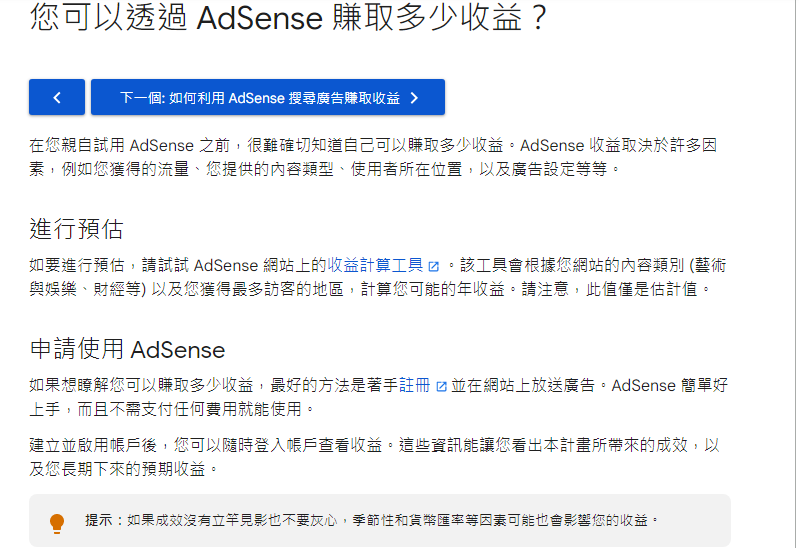 您可以透過 AdSense 賺取多少收益？
下一個: 如何利用 AdSense 搜尋廣告賺取收益
在您親自試用 AdSense 之前，很難確切知道自己可以賺取多少收益。AdSense 收益取決於許多因
素，例如您獲得的流量、您提供的內容類型、使用者所在位置，以及廣告設定等等。
進行預估
如要進行預估，請試試 AdSense 網站上的收益計算工具 。該工具會根據您網站的內容類別 (藝術
與娛樂、財經等) 以及您獲得最多訪客的地區，計算您可能的年收益。請注意，此值僅是估計值。
申請使用 AdSense
如果想瞭解您可以賺取多少收益，最好的方法是著手註冊 並在網站上放送廣告。AdSense 簡單好
上手，而且不需支付任何費用就能使用。
建立並啟用帳戶後，您可以隨時登入帳戶查看收益。這些資訊能讓您看出本計畫所帶來的成效，以
及您長期下來的預期收益。
提示：如果成效沒有立竿見影也不要灰心，季節性和貨幣匯率等因素可能也會影響您的收益。